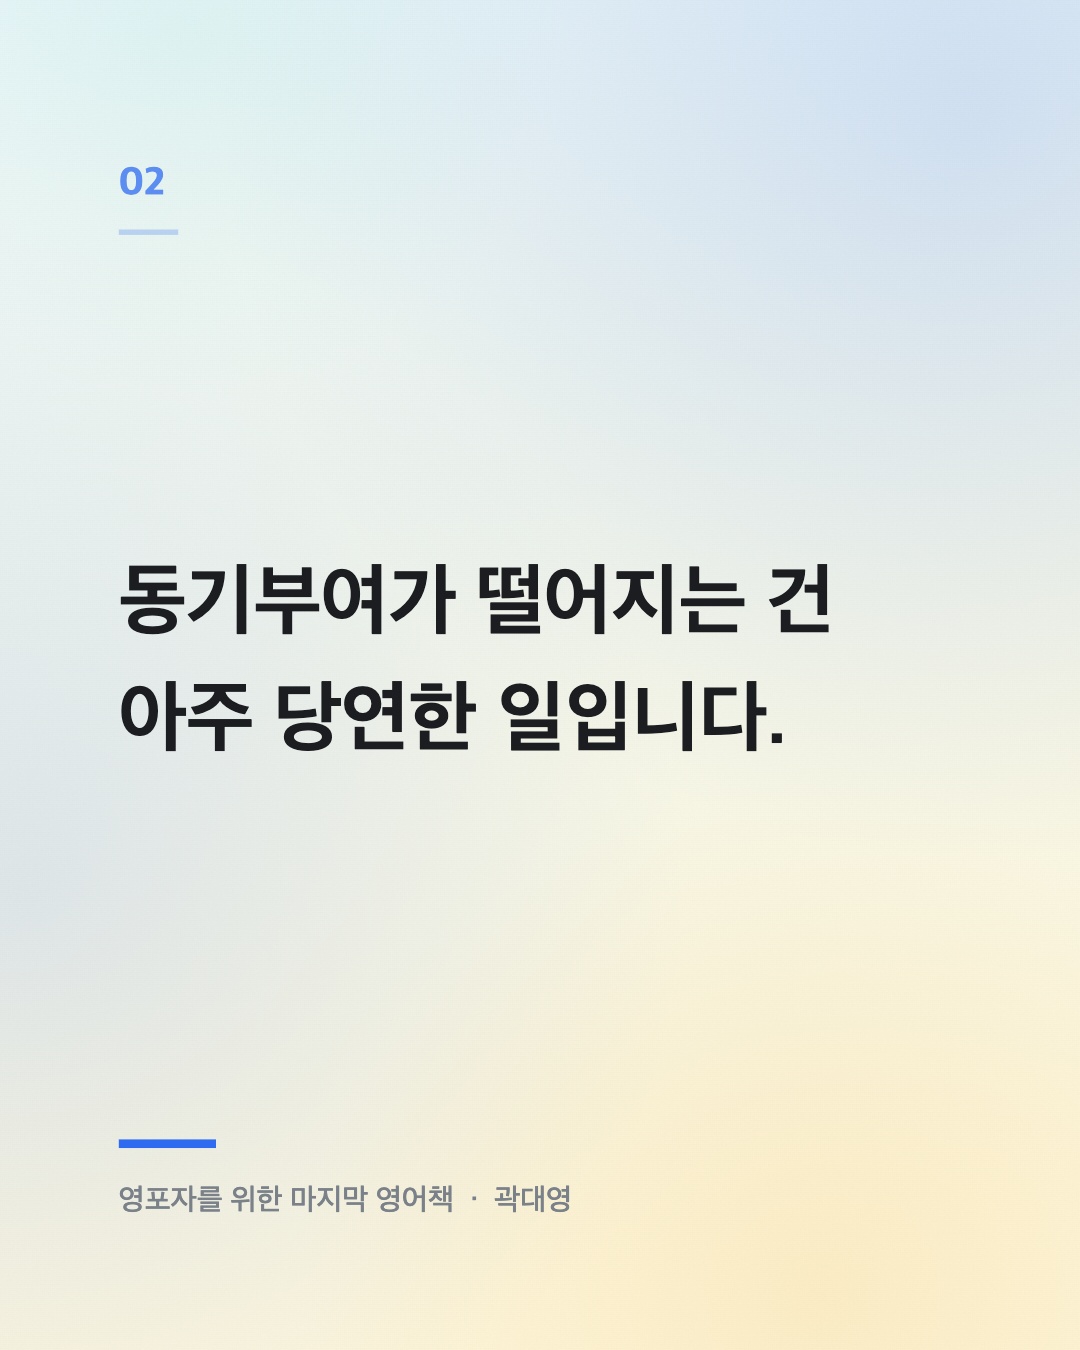 02
동기부여가 떨어지는 건
아주 당연한 일입니다.
영포자를 위한 마지막 영어책 · 곽대영